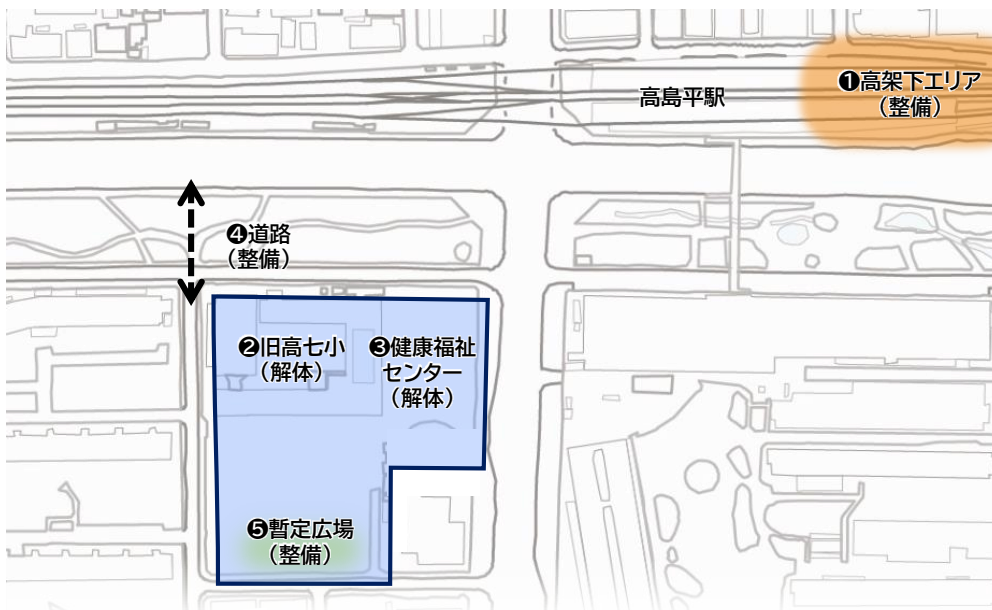 高島平駅
❶高架下エリア
(整備)
❹道路
(整備)
❷旧高七小
(解体)
❸健康福祉
センター
(解体)
❺暫定広場
(整備)